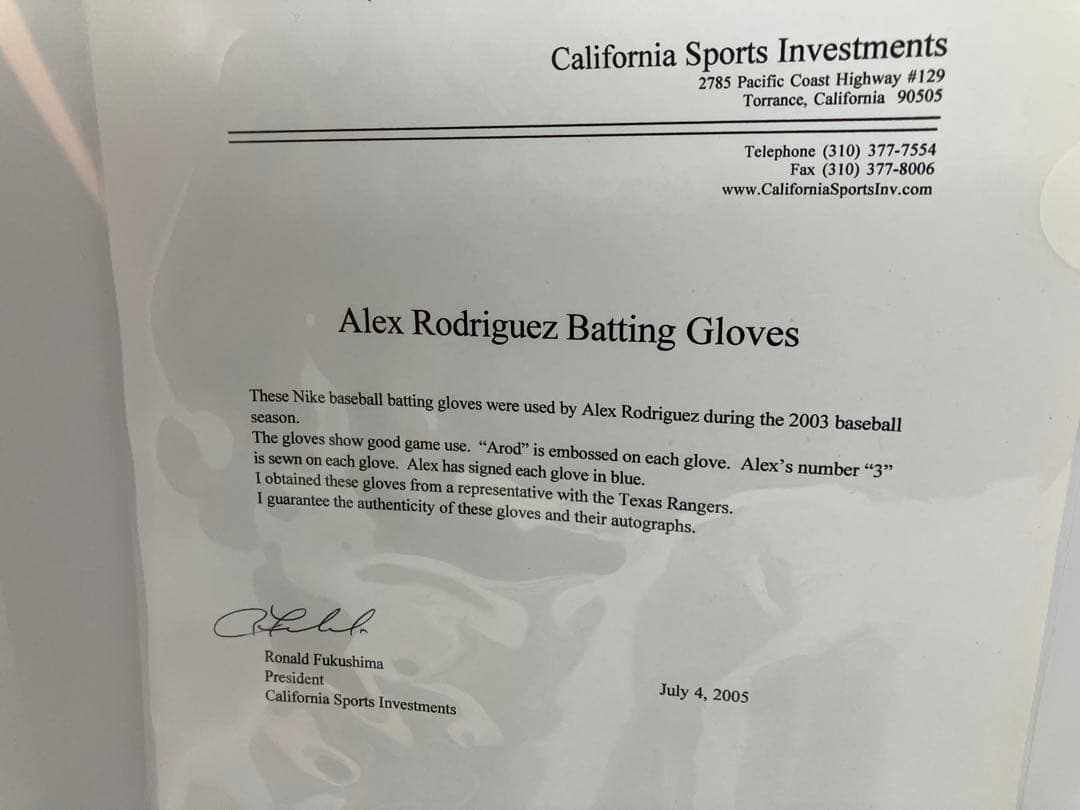 California Sports Investments
2785 Pacific Coast Highway #129
Torrance, California 90505
Telephone (310) 377-7554
Fax (310) 377-8006
www.CaliforniaSportsInv.com
Alex Rodriguez Batting Gloves
These Nike baseball batting gloves were used by Alex Rodriguez during the 2003 baseball
season.
The gloves show good game use. “Arod” is embossed on each glove. Alex’s number “3”
is sewn on each glove. Alex has signed each glove in blue.
I obtained these gloves from a representative with the Texas Rangers.
I guarantee the authenticity of these gloves and their autographs.
Ronald Fukushima
President
California Sports Investments
July 4, 2005